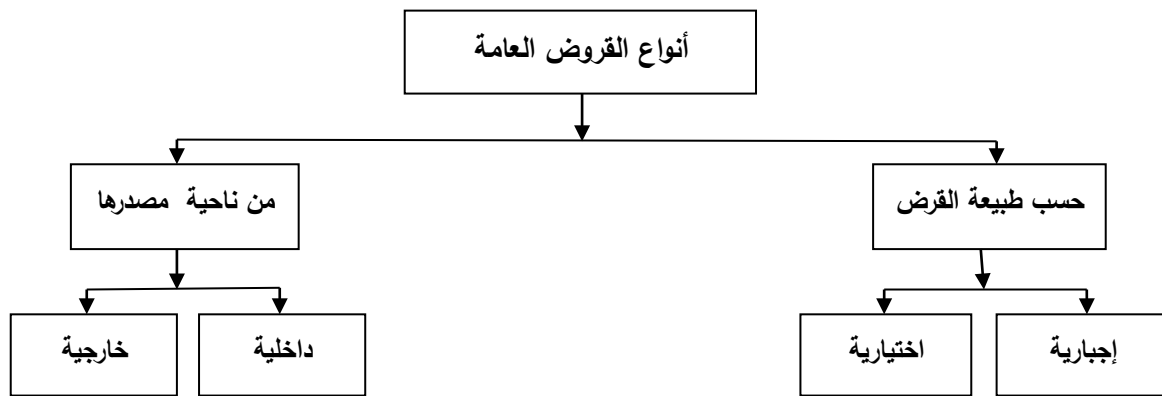 أنواع القروض العامة
حسب طبيعة القرض
من ناحية مصدرها
إجبارية
اختيارية
داخلية
خارجية